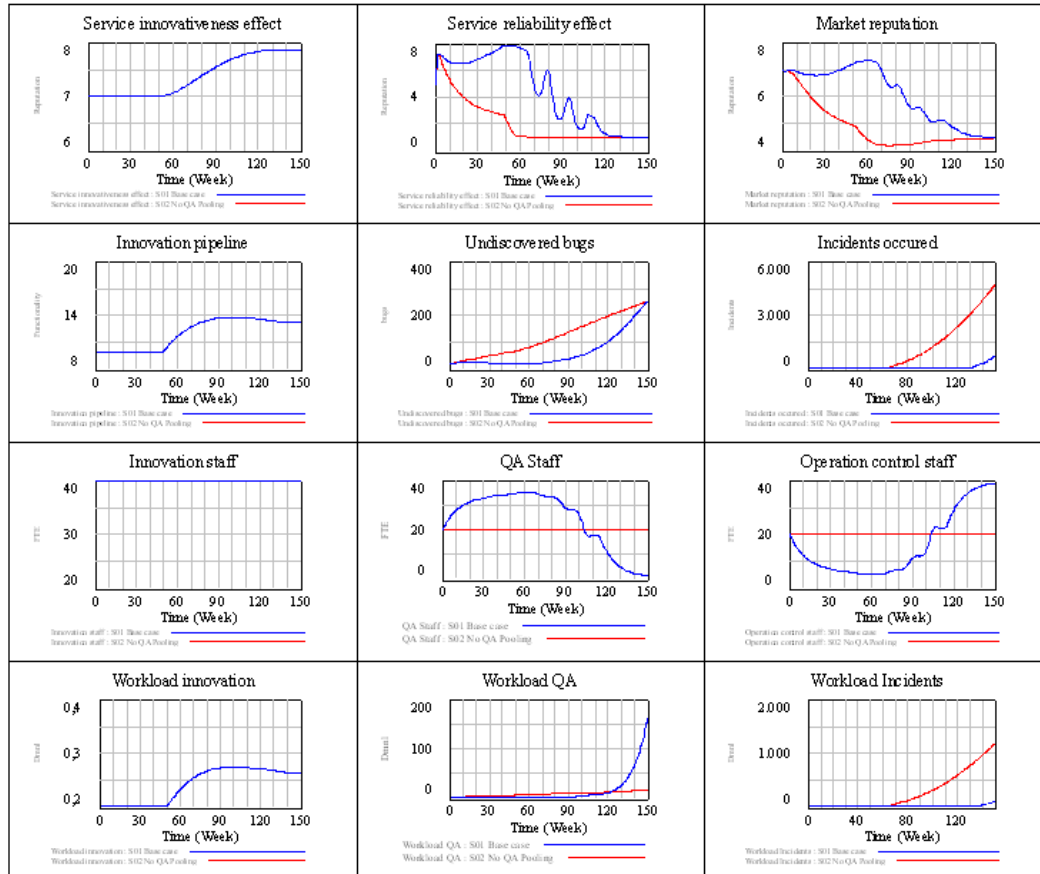 Service innovativeness effect
8
7
6
Reputation
0 30 60 90 120 150
Time (Week)
Service innovativeness effect : S01 Base case
Service innovativeness effect : S02 No QA Pooling
Service reliability effect
8
4
0
Reputation
0 30 60 90 120 150
Time (Week)
Service reliability effect : S01 Base case
Service reliability effect : S02 No QA Pooling
Market reputation
8
6
4
Reputation
0 30 60 90 120 150
Time (Week)
Market reputation : S01 Base case
Market reputation : S02 No QA Pooling
Innovation pipeline
20
14
8
Functionality
0 30 60 90 120 150
Time (Week)
Innovation pipeline : S01 Base case
Innovation pipeline : S02 No QA Pooling
Undiscovered bugs
400
200
0
bugs
0 30 60 90 120 150
Time (Week)
Undiscovered bugs : S01 Base case
Undiscovered bugs : S02 No QA Pooling
Incidents occured
6.000
3.000
0
Incidents
0 40 80 120
Time (Week)
Incidents occured : S01 Base case
Incidents occured : S02 No QA Pooling
Innovation staff
40
30
20
FTE
0 30 60 90 120 150
Time (Week)
Innovation staff : S01 Base case
Innovation staff : S02 No QA Pooling
QA Staff
40
20
0
FTE
0 30 60 90 120 150
Time (Week)
QA Staff : S01 Base case
QA Staff : S02 No QA Pooling
Operation control staff
40
20
0
FTE
0 30 60 90 120 150
Time (Week)
Operation control staff : S01 Base case
Operation control staff : S02 No QA Pooling
Workload innovation
0,4
0,3
0,2
Dmnl
0 30 60 90 120 150
Time (Week)
Workload innovation : S01 Base case
Workload innovation : S02 No QA Pooling
Workload QA
200
100
0
Dmnl
0 30 60 90 120 150
Time (Week)
Workload QA : S01 Base case
Workload QA : S02 No QA Pooling
Workload Incidents
2.000
1.000
0
Dmnl
0 40 80 120
Time (Week)
Workload Incidents : S01 Base case
Workload Incidents : S02 No QA Pooling